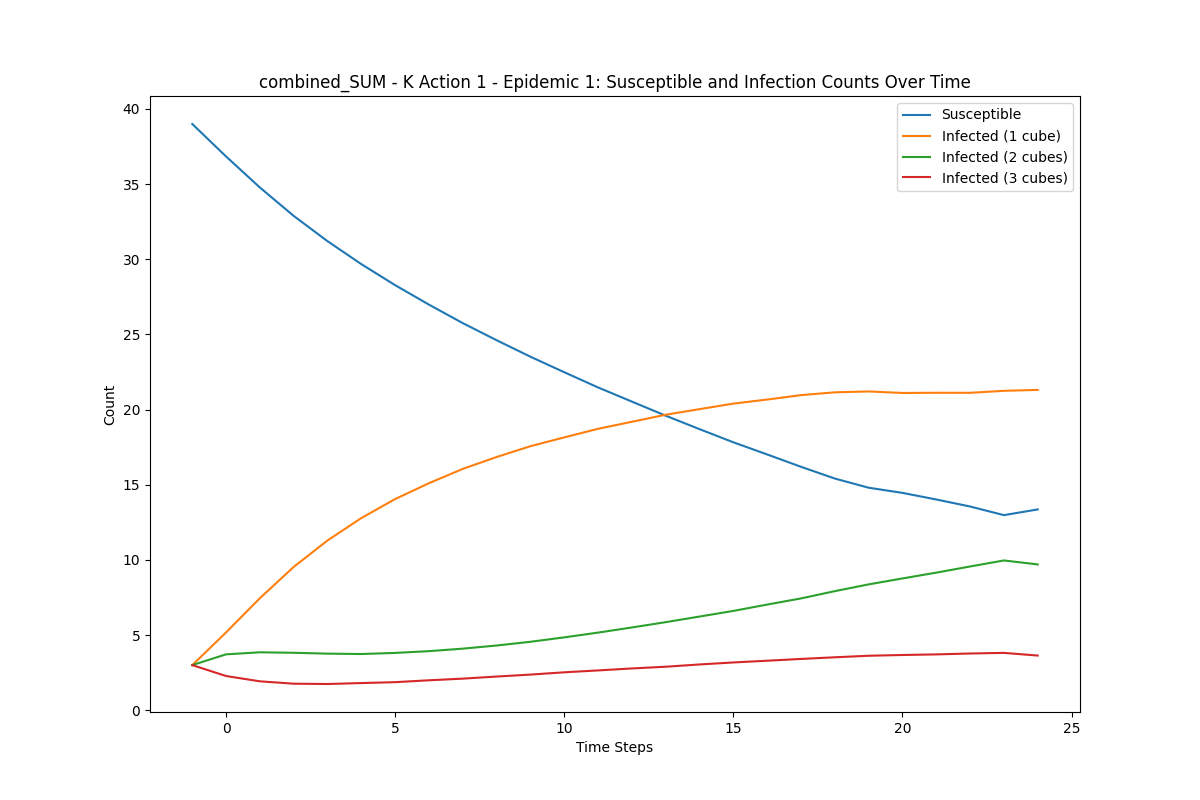 combined_SUM - K Action 1 - Epidemic 1: Susceptible and Infection Counts Over Time
Susceptible
Infected (1 cube)
Infected (2 cubes)
Infected (3 cubes)
Count
40
35
30
25
20
15
10
5
0
0
5
10
15
20
25
Time Steps